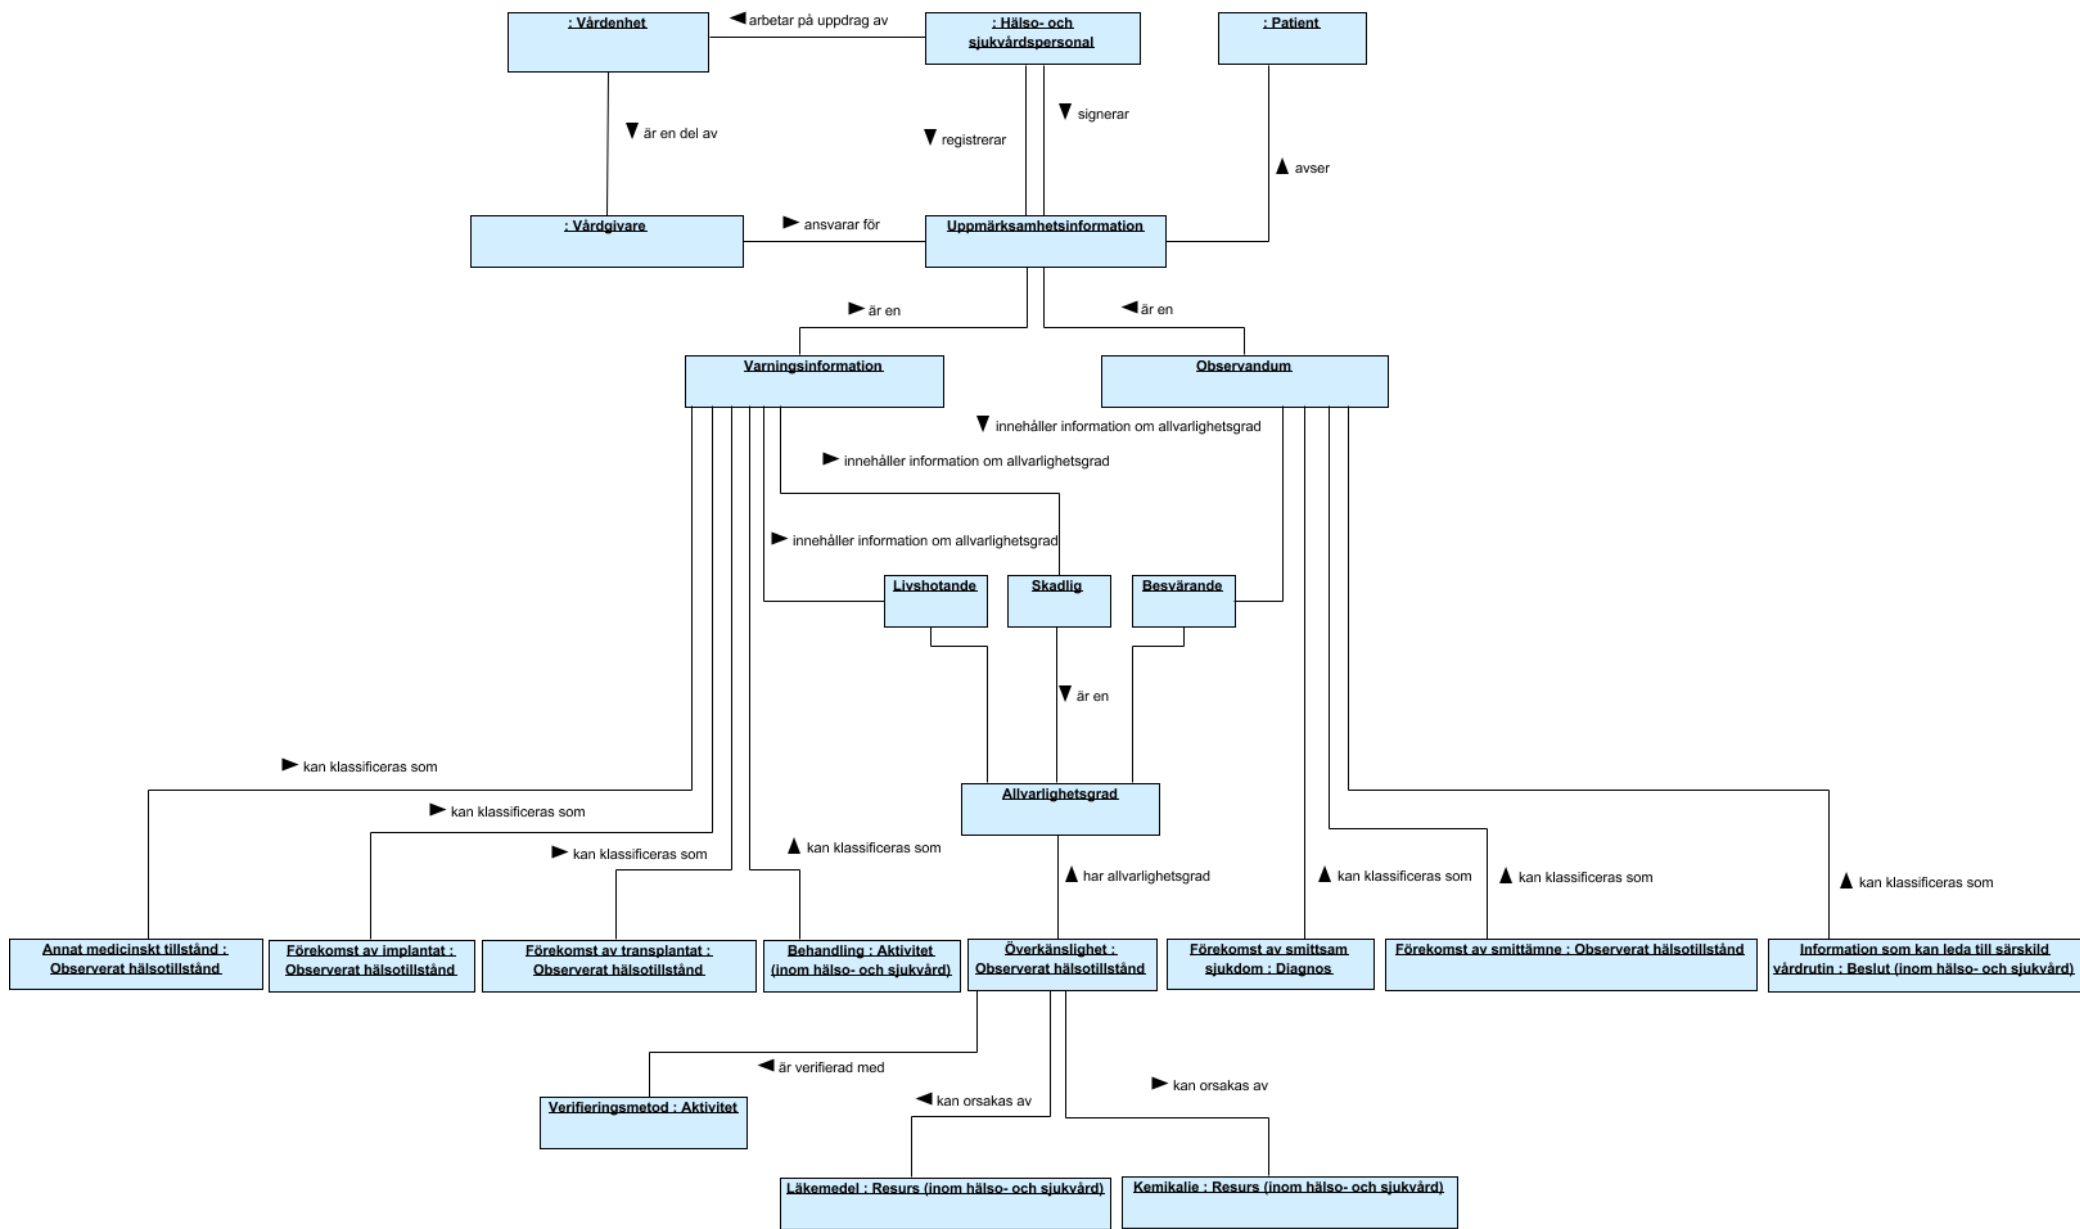 : Vårdenhet
arbetar på uppdrag av
: Hälso- och
sjukvårdspersonal
: Patient
är en del av
registrerar
signerar
avser
: Vårdgivare
ansvarar för
Uppmärksamhetsinformation
är en
är en
Varningsinformation
Observandum
innehåller information om allvarlighetsgrad
innehåller information om allvarlighetsgrad
innehåller information om allvarlighetsgrad
Livshotande
Skadlig
Besvärande
är en
kan klassificeras som
Allvarlighetsgrad
kan klassificeras som
kan klassificeras som
kan klassificeras som
har allvarlighetsgrad
kan klassificeras som
kan klassificeras som
kan klassificeras som
Annat medicinskt tillstånd :
Observerat hälsotillstånd
Förekomst av implantat :
Observerat hälsotillstånd
Förekomst av transplantat :
Observerat hälsotillstånd
Behandling : Aktivitet
(inom hälso- och sjukvård)
Överkänslighet :
Observerat hälsotillstånd
Förekomst av smittsam
sjukdom : Diagnos
Förekomst av smittämne : Observerat hälsotillstånd
Information som kan leda till särskild
vårdrutin : Beslut (inom hälso- och sjukvård)
är verifierad med
kan orsakas av
kan orsakas av
Verifieringsmetod : Aktivitet
Läkemedel : Resurs (inom hälso- och sjukvård)
Kemikalie : Resurs (inom hälso- och sjukvård)